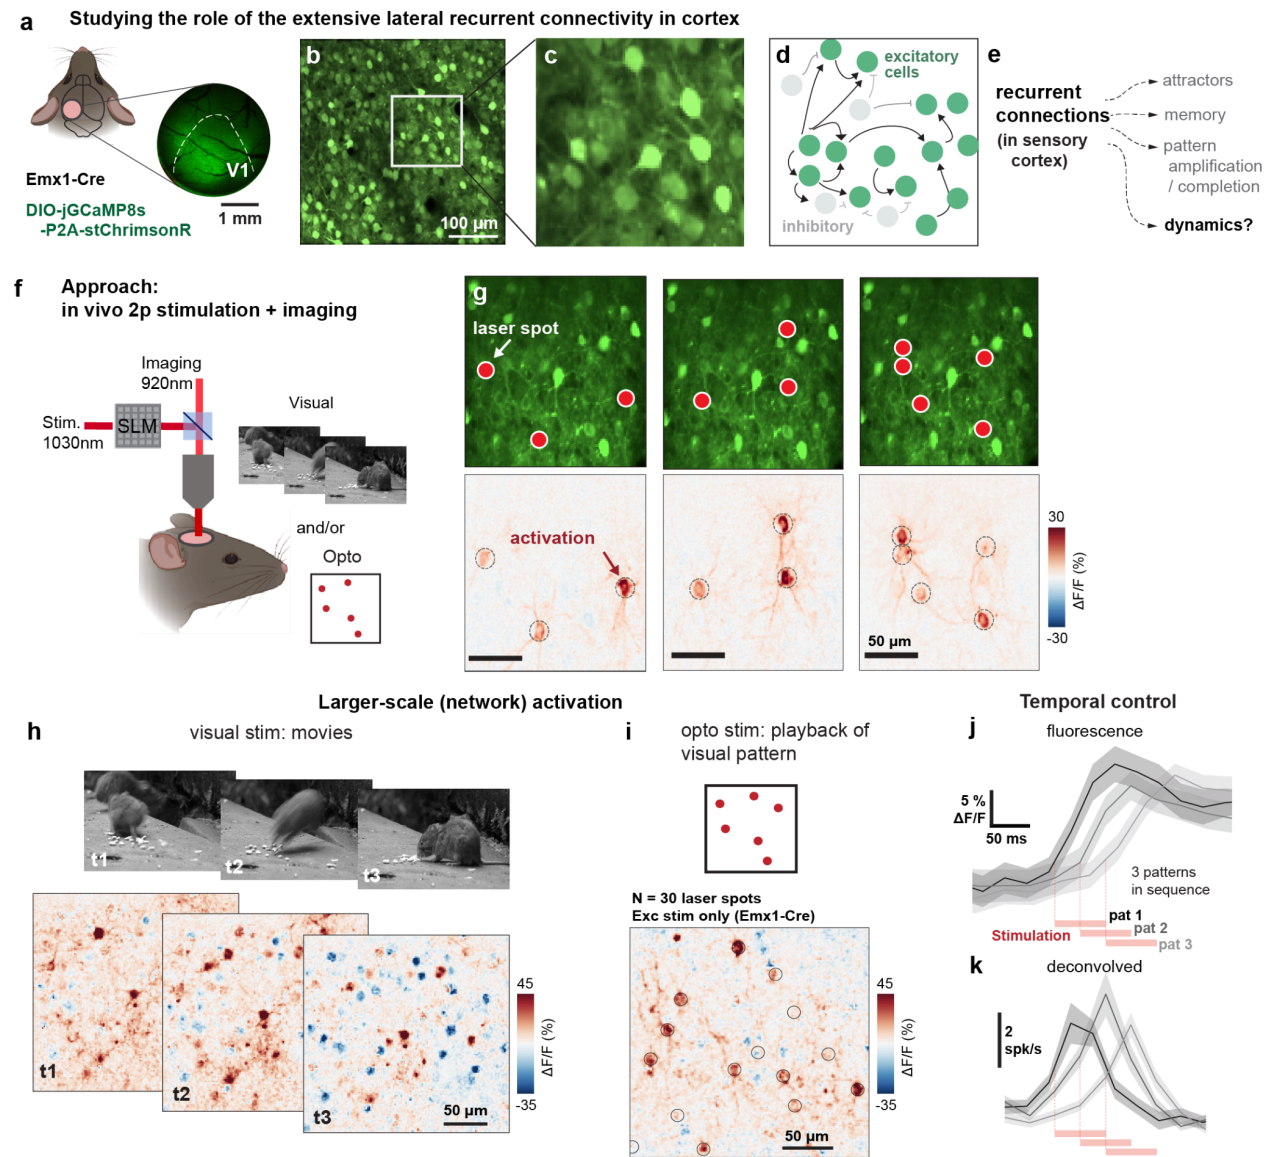 a
Studying the role of the extensive lateral recurrent connectivity in cortex
V1
Emx1-Cre
DIO-jGCaMP8s
-P2A-stChrimsonR
1 mm
b
100 µm
c
d
excitatory
cells
inhibitory
e
recurrent
connections
(in sensory
cortex)
attractors
memory
pattern
amplification
/ completion
dynamics?
f
Approach:
in vivo 2p stimulation + imaging
Imaging
920nm
Stim.
1030nm
SLM
Visual
and/or
Opto
g
laser spot
activation
50 µm
30
ΔF/F (%)
-30
Larger-scale (network) activation
h
visual stim: movies
t1
t2
t3
t1
t2
t3
50 µm
45
ΔF/F (%)
-35
i
opto stim: playback of
visual pattern
N = 30 laser spots
Exc stim only (Emx1-Cre)
50 µm
45
ΔF/F (%)
-35
Temporal control
j
fluorescence
5 %
ΔF/F
50 ms
3 patterns
in sequence
Stimulation
pat 1
pat 2
pat 3
k
deconvolved
2
spk/s